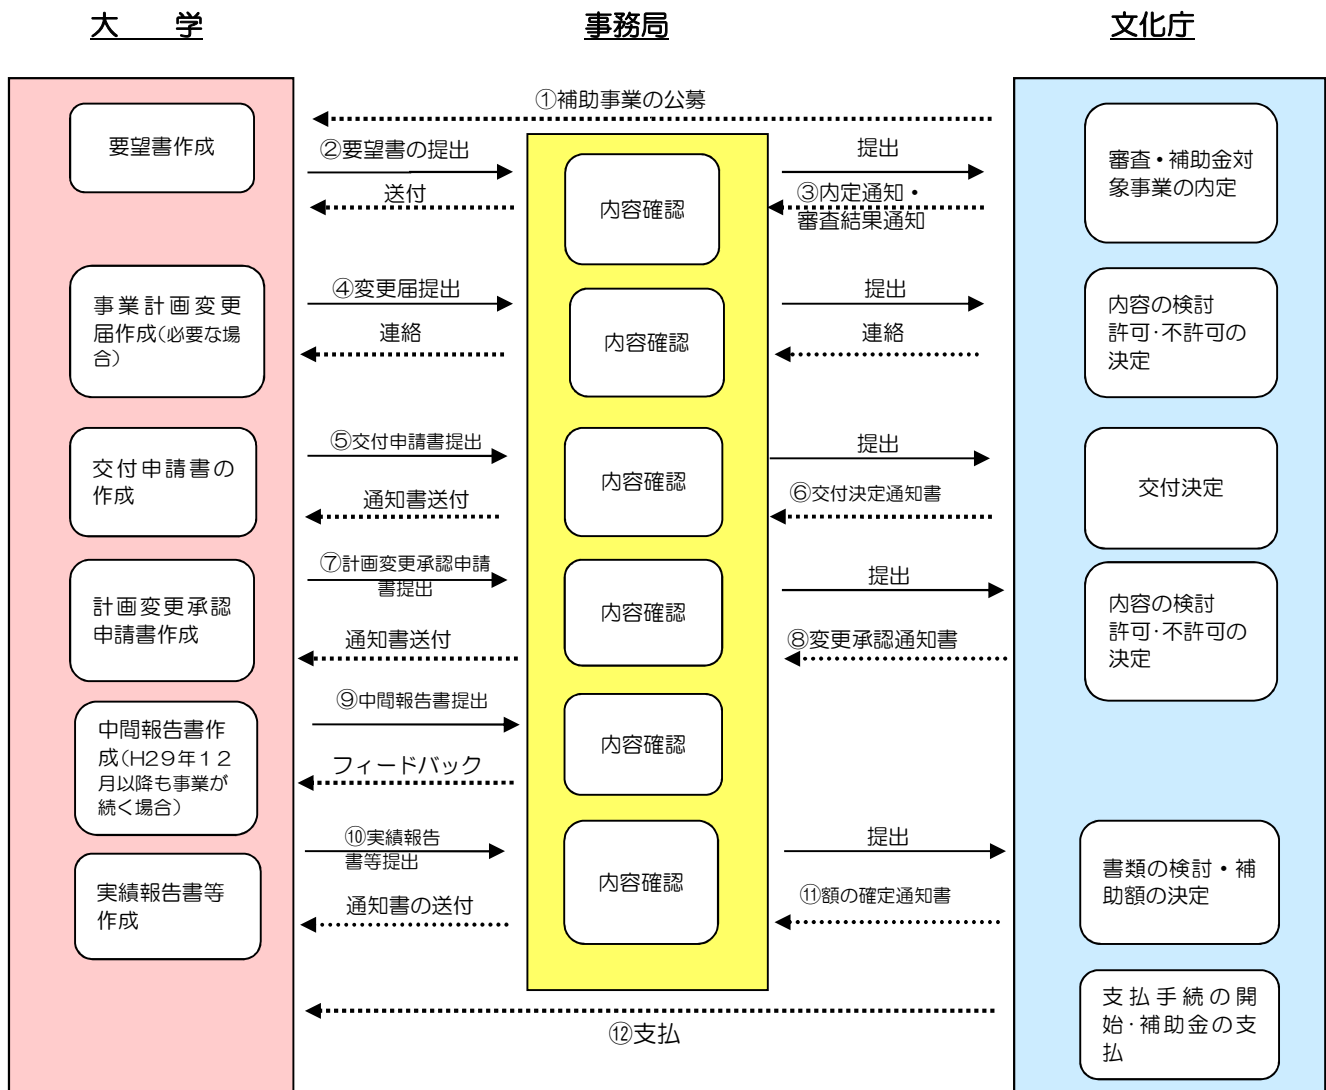 大　学
事務局
文化庁
①補助事業の公募
要望書作成
②要望書の提出
送付
内容確認
提出
③内定通知・
審査結果通知
審査・補助金対
象事業の内定
事業計画変更
届作成(必要な場
合)
④変更届提出
連絡
内容確認
提出
連絡
内容の検討
許可・不許可の
決定
交付申請書の
作成
⑤交付申請書提出
通知書送付
内容確認
提出
⑥交付決定通知書
交付決定
計画変更承認
申請書作成
⑦計画変更承認申請
書提出
通知書送付
内容確認
提出
⑧変更承認通知書
内容の検討
許可・不許可の
決定
中間報告書作
成(H29年12
月以降も事業が
続く場合)
⑨中間報告書提出
フィードバック
内容確認
実績報告書等
作成
⑩実績報告
書等提出
通知書の送付
内容確認
提出
⑪額の確定通知書
書類の検討・補
助額の決定
⑫支払
支払手続の開
始・補助金の支
払